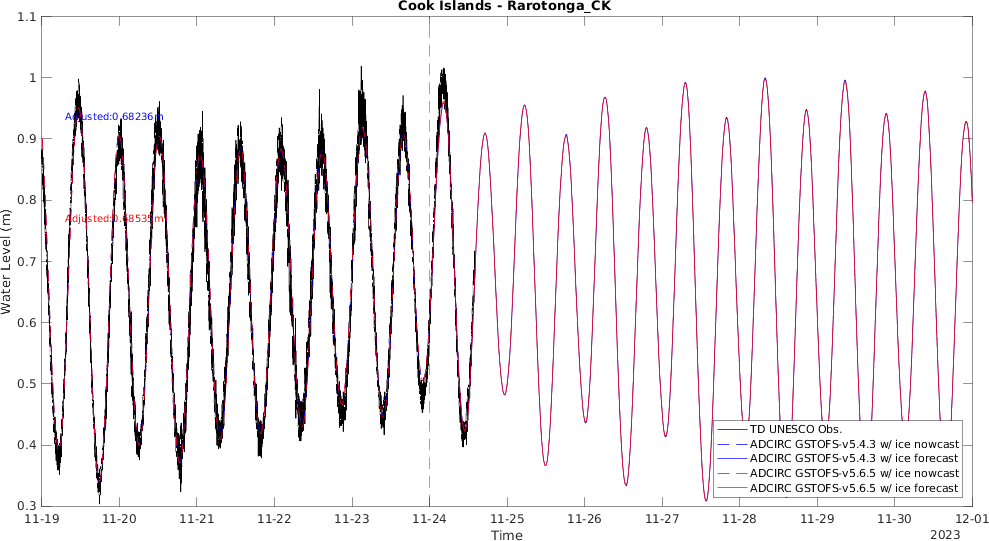 Cook Islands - Rarotonga_CK
1.1
1
0.9
0.8
0.7
0.6
0.5
0.4
0.3
Water Level (m)
Adjusted:0.68236m
Adjusted:0.68535m
TD UNESCO Obs.
ADCIRC GSTOFS-v5.4.3 w/ ice nowcast
ADCIRC GSTOFS-v5.4.3 w/ ice forecast
ADCIRC GSTOFS-v5.6.5 w/ ice nowcast
ADCIRC GSTOFS-v5.6.5 w/ ice forecast
11-19 11-20 11-21 11-22 11-23 11-24 11-25 11-26 11-27 11-28 11-29 11-30 12-01
Time
2023